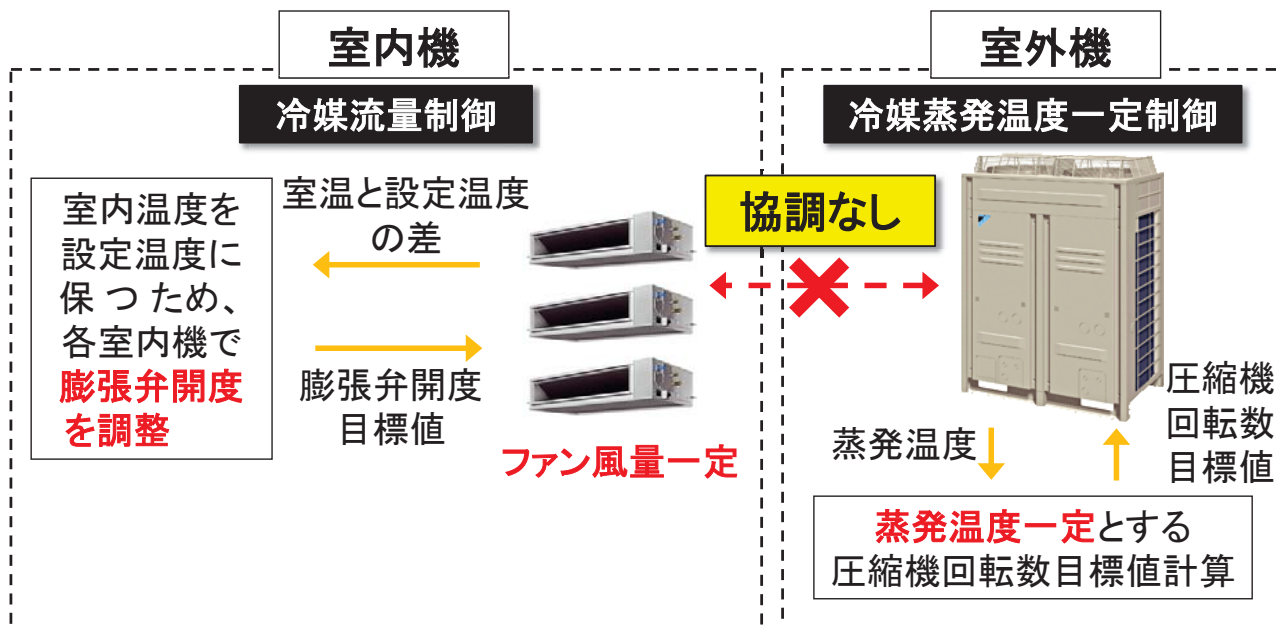 室内機
冷媒流量制御
室内温度を
設定温度に
保つため、
各室内機で
膨張弁開度
を調整
室温と設定温度
の差
膨張弁開度
目標値
ファン風量一定
協調なし
室外機
冷媒蒸発温度一定制御
蒸発温度
圧縮機
回転数
目標値
蒸発温度一定とする
圧縮機回転数目標値計算